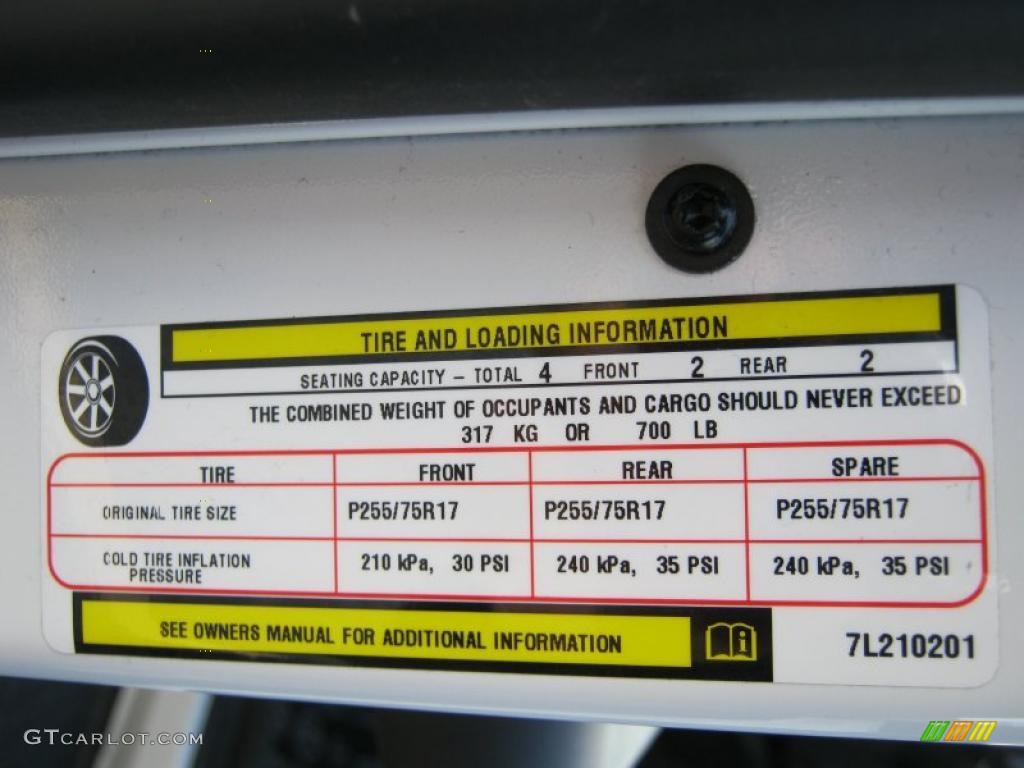 TIRE AND LOADING INFORMATION
SEATING CAPACITY – TOTAL 4 FRONT 2 REAR 2
THE COMBINED WEIGHT OF OCCUPANTS AND CARGO SHOULD NEVER EXCEED
317 KG OR 700 LB
TIRE FRONT REAR SPARE
ORIGINAL TIRE SIZE P255/75R17 P255/75R17 P255/75R17
COLD TIRE INFLATION
PRESSURE 210 kPa, 30 PSI 240 kPa, 35 PSI 240 kPa, 35 PSI
SEE OWNERS MANUAL FOR ADDITIONAL INFORMATION
7L210201
GTCARLOT.COM